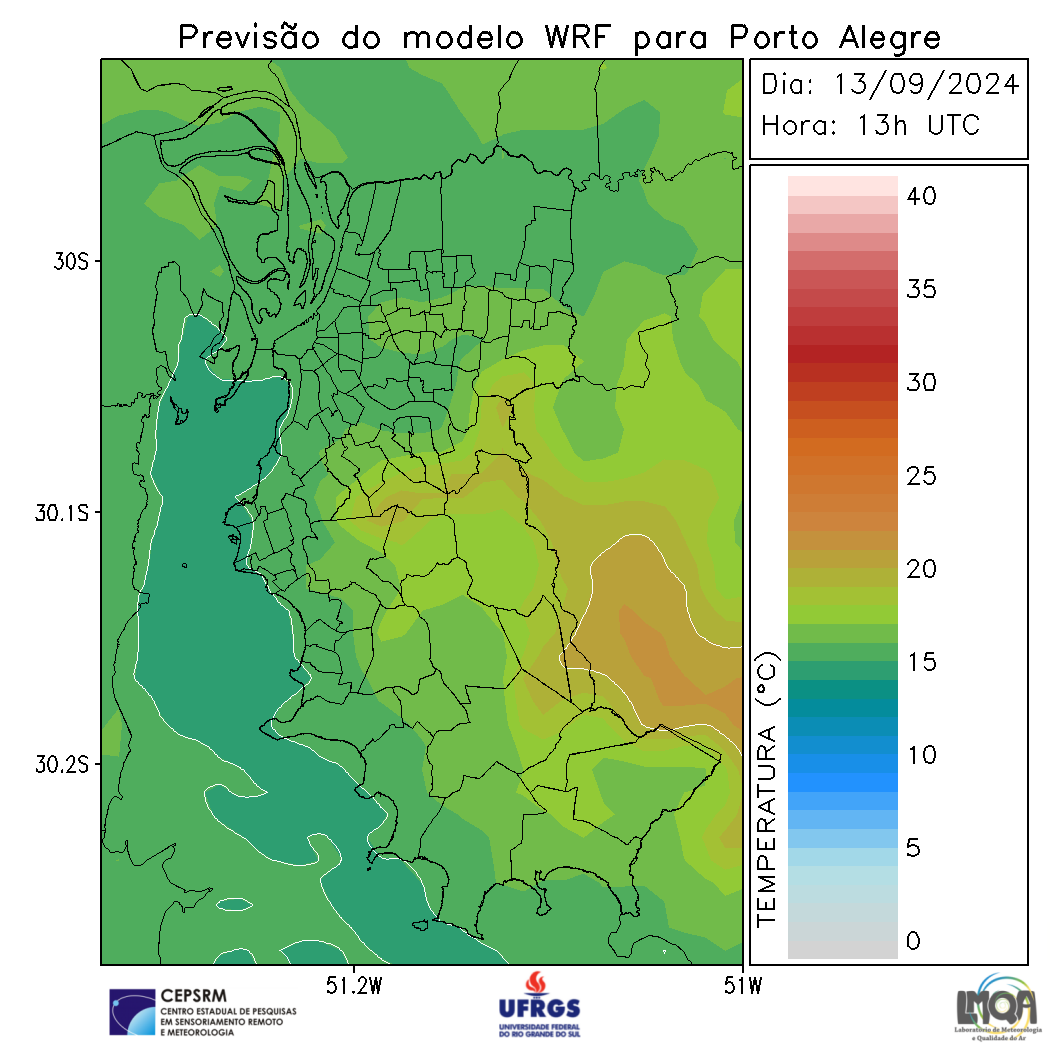 Previsão do modelo WRF para Porto Alegre
Dia: 13/09/2024
Hora: 13h UTC
30S
30.1S
30.2S
51.2W
51W
40
35
30
25
20
15
10
5
0
TEMPERATURA (°C)
CEPSRM
CENTRO ESTADUAL DE PESQUISAS
EM SENSORIAMENTO REMOTO
E METEOROLOGIA
UFRGS
UNIVERSIDADE FEDERAL
DO RIO GRANDE DO SUL
LMQA
Laboratório de Meteorologia
e Qualidade do Ar